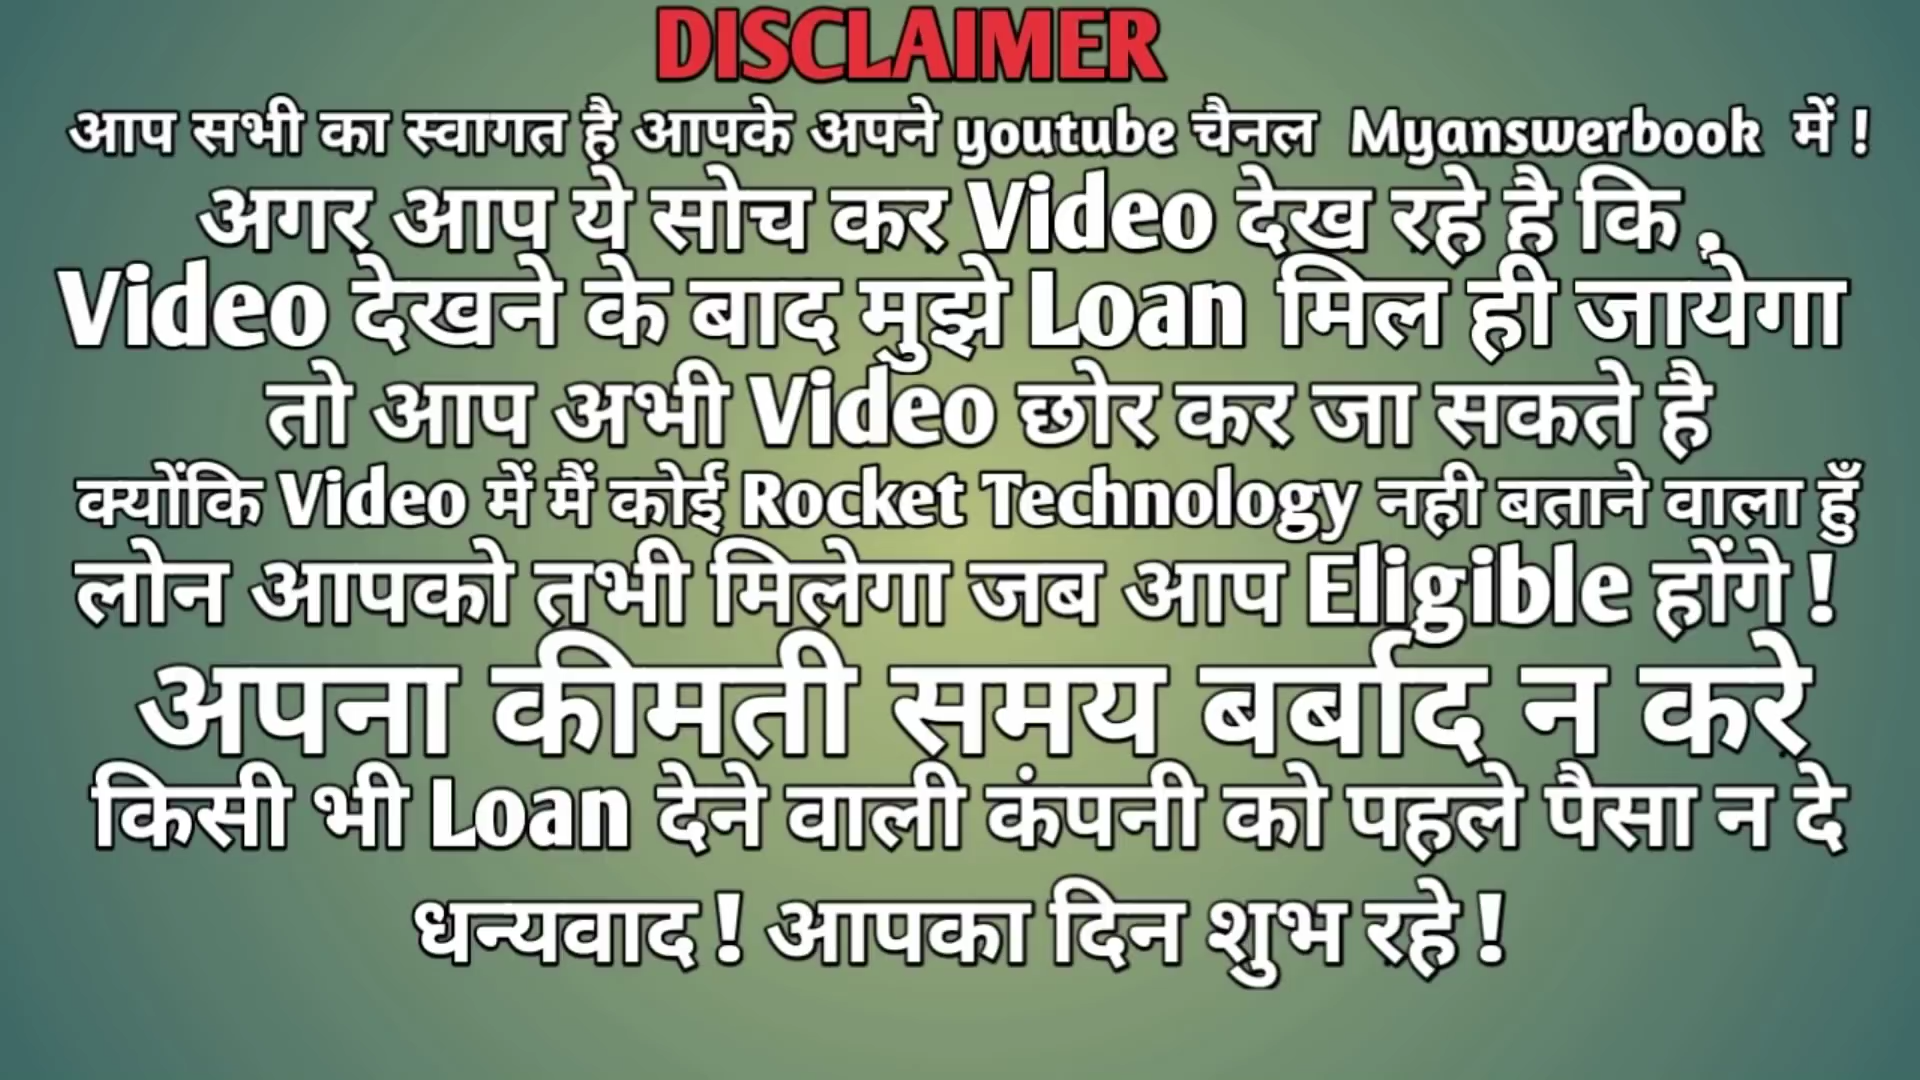 DISCLAIMER
आप सभी का स्वागत है आपके अपने youtube चैनल Myanswerbook में !
अगर आप ये सोच कर Video देख रहे है कि ,
Video देखने के बाद मुझे Loan मिल ही जायेगा
तो आप अभी Video छोर कर जा सकते है
क्योंकि Video में मैं कोई Rocket Technology नही बताने वाला हुँ
लोन आपको तभी मिलेगा जब आप Eligible होंगे !
अपना कीमती समय बर्बाद न करे
किसी भी Loan देने वाली कंपनी को पहले पैसा न दे
धन्यवाद ! आपका दिन शुभ रहे !